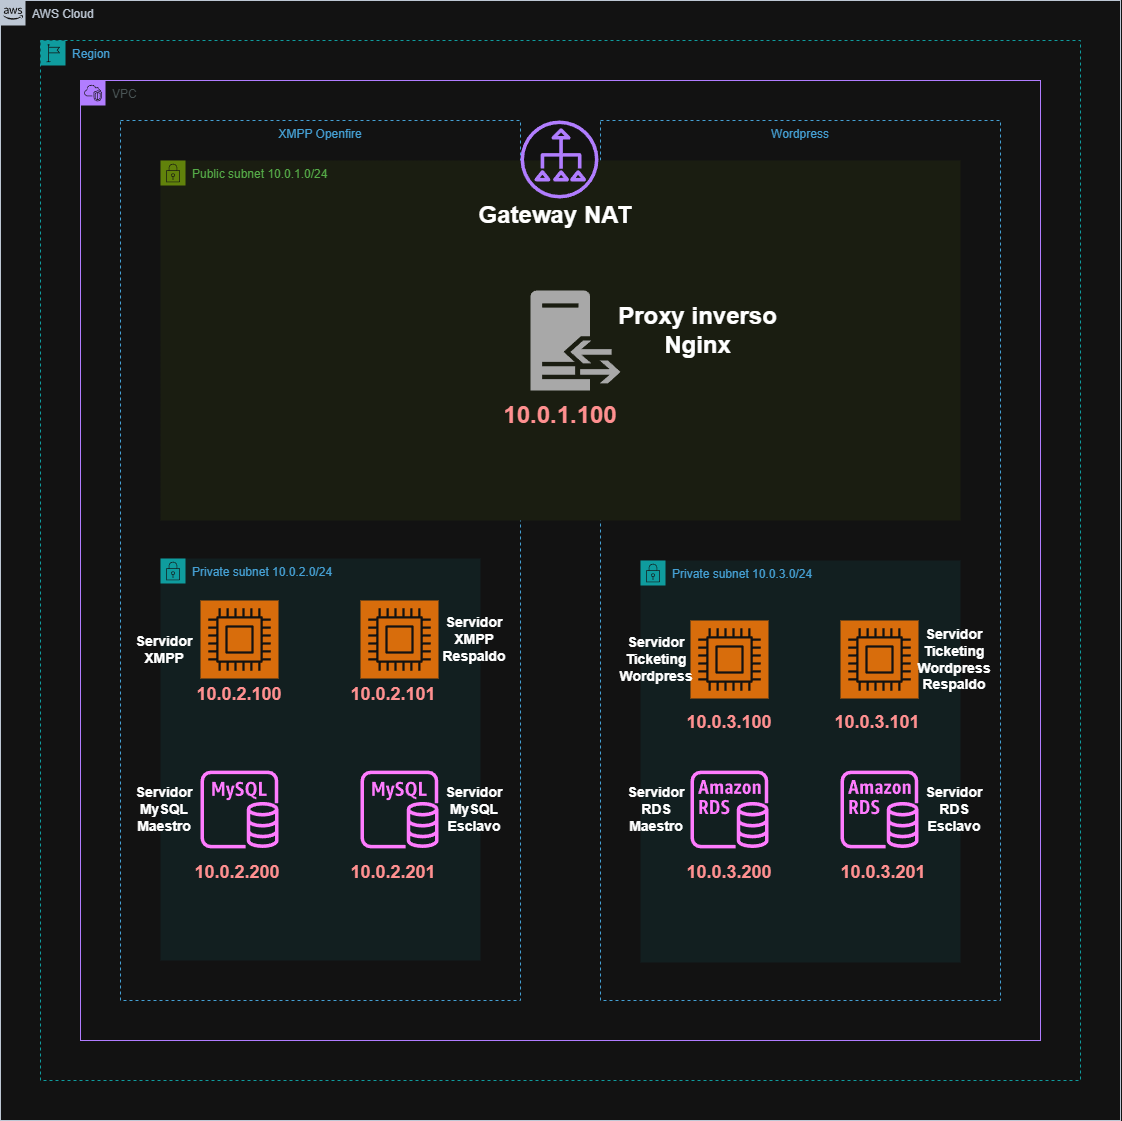 aws
AWS Cloud
Region
VPC
XMPP Openfire
Wordpress
Public subnet 10.0.1.0/24
Gateway NAT
Proxy inverso
Nginx
10.0.1.100
Private subnet 10.0.2.0/24
Servidor
XMPP
10.0.2.100
Servidor
XMPP
Respaldo
10.0.2.101
MySQL
Servidor
MySQL
Maestro
10.0.2.200
MySQL
Servidor
MySQL
Esclavo
10.0.2.201
Private subnet 10.0.3.0/24
Servidor
Ticketing
Wordpress
10.0.3.100
Servidor
Ticketing
Wordpress
Respaldo
10.0.3.101
Servidor
RDS
Maestro
Amazon
RDS
10.0.3.200
Amazon
RDS
Servidor
RDS
Esclavo
10.0.3.201